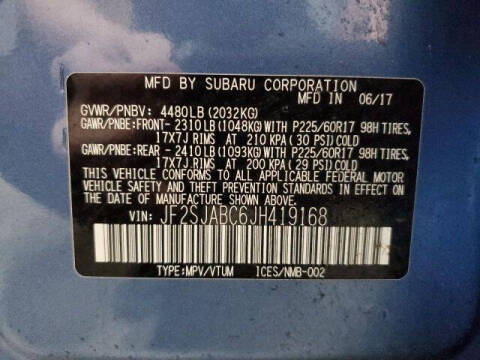 MFD BY SUBARU CORPORATION
MFD IN 06/17
GVWR/PNBV: 4480LB(2032KG)
GAWR/PNBE:FRONT-2310LB(1048KG)WITH P225/60R17 98H TIRES,
17X7J RIMS AT 210 KPA(30 PSI)COLD
GAWR/PNBE:REAR -2410LB(1093KG)WITH P225/60R17 98H TIRES,
17X7J RIMS AT 200 KPA(29 PSI)COLD
THIS VEHICLE CONFORMS TO ALL APPLICABLE FEDERAL MOTOR
VEHICLE SAFETY AND THEFT PREVENTION STANDARDS IN EFFECT ON
THE DATE OF MANUFACTURE SHOWN ABOVE.
VIN: JF2SJABC6JH419168
TYPE:MPV/VTUM ICES/NMB-002